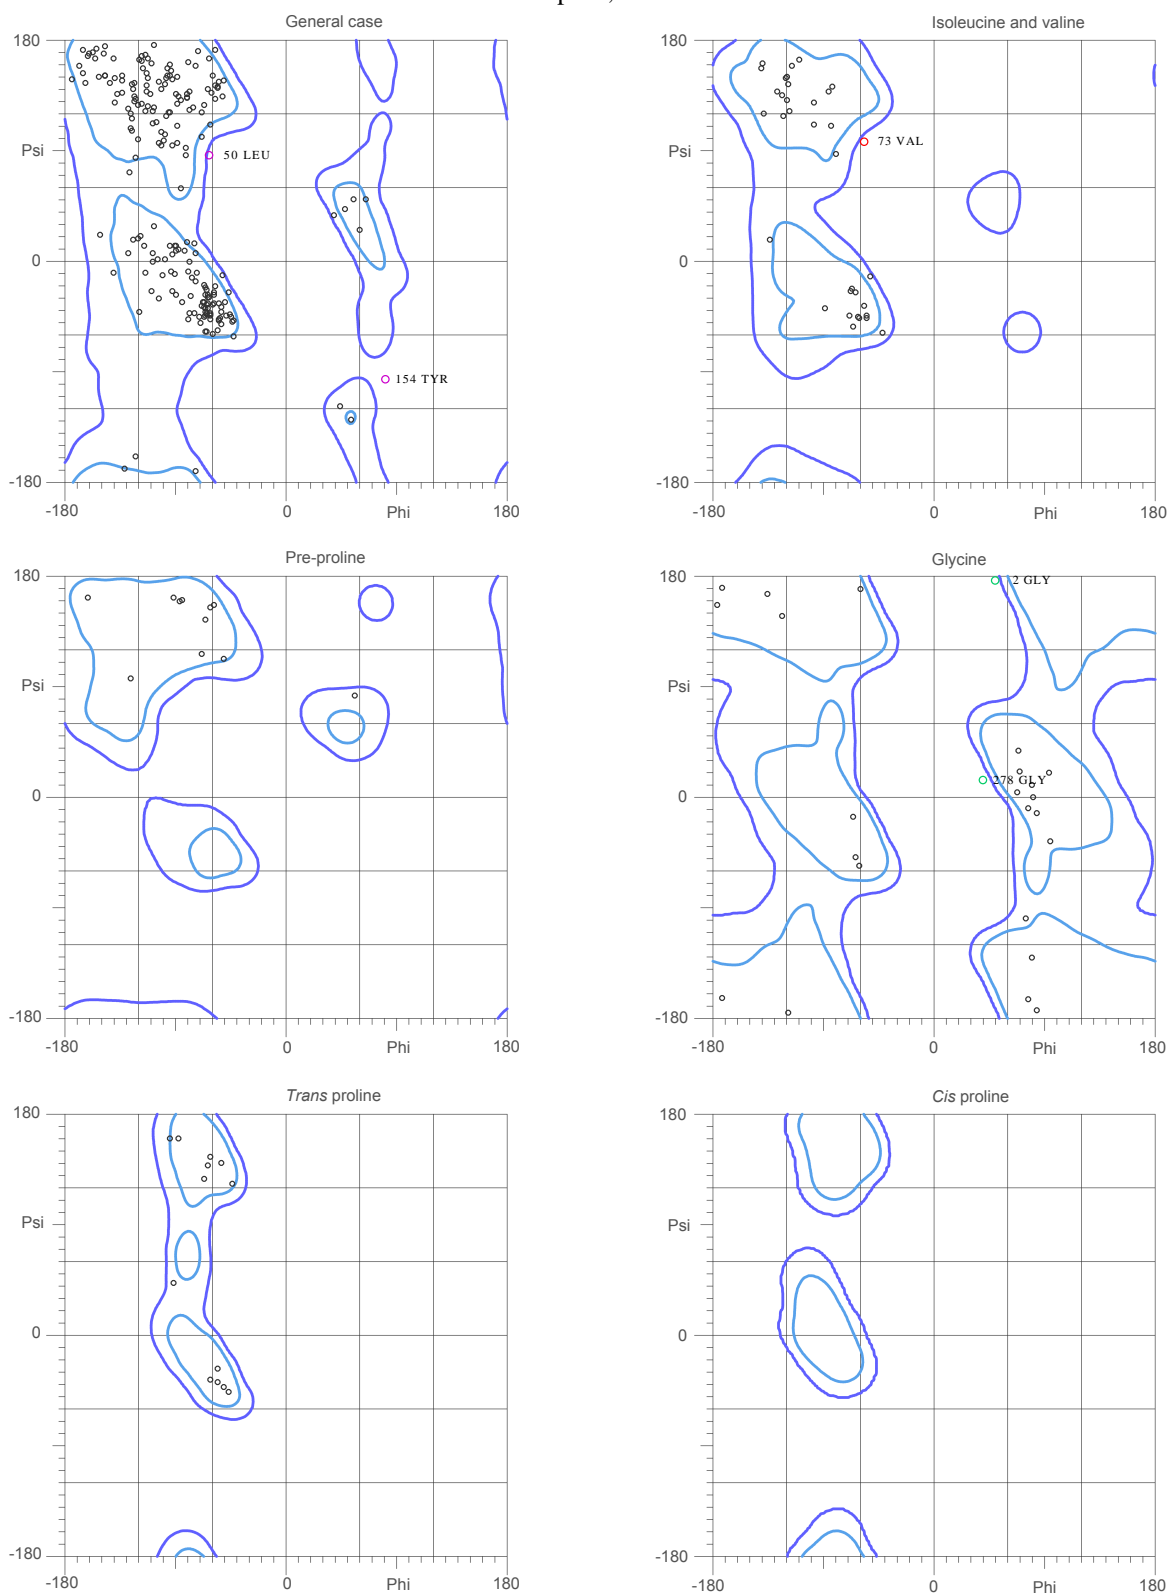 General case
Isoleucine and valine
180
Psi
0
-180
-180
0
Phi
180
50 LEU
154 TYR
180
Psi
0
-180
-180
0
Phi
180
73 VAL
Pre-proline
Glycine
180
Psi
0
-180
-180
0
Phi
180
180
Psi
0
-180
-180
0
Phi
180
2 GLY
278 GLY
Trans proline
Cis proline
180
Psi
0
-180
-180
0
Phi
180
180
Psi
0
-180
-180
0
Phi
180